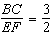 BC/EF = 3/2